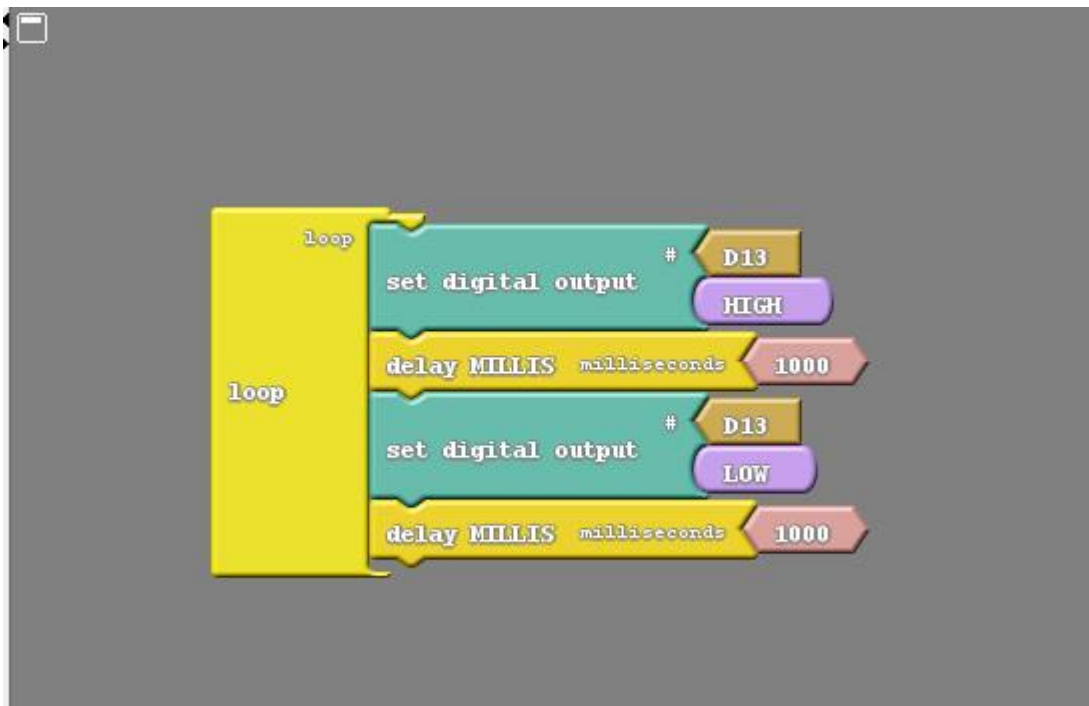 loop
loop
set digital output # D13
HIGH
delay MILLIS milliseconds 1000
set digital output # D13
LOW
delay MILLIS milliseconds 1000